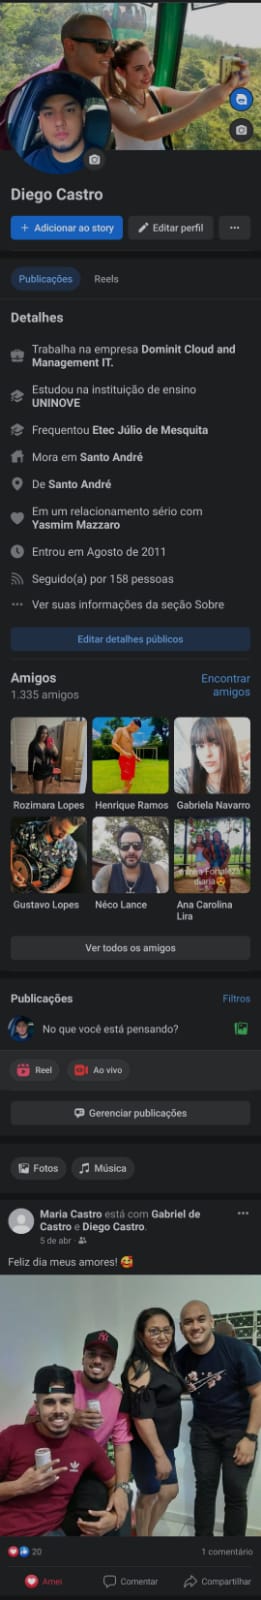 Diego Castro
+ Adicionar ao story
Editar perfil
...
Publicações
Reels
Detalhes
Trabalha na empresa Dominit Cloud and
Management IT.
Estudou na instituição de ensino
UNINOVE
Frequentou Etec Júlio de Mesquita
Mora em Santo André
De Santo André
Em um relacionamento sério com
Yasmim Mazzaro
Entrou em Agosto de 2011
Seguido(a) por 158 pessoas
Ver suas informações da seção Sobre
Editar detalhes públicos
Amigos
Encontrar
amigos
1.335 amigos
Rozimara Lopes
Henrique Ramos
Gabriela Navarro
diaria
Gustavo Lopes
Néco Lance
Ana Carolina
Lira
Ver todos os amigos
Publicações
Filtros
No que você está pensando?
Reel
Ao vivo
Gerenciar publicações
Fotos
Música
Maria Castro está com Gabriel de
Castro e Diego Castro.
5 de abr ·
Feliz dia meus amores! 🥰
adidas
20
1 comentário
Amei
Comentar
Compartilhar